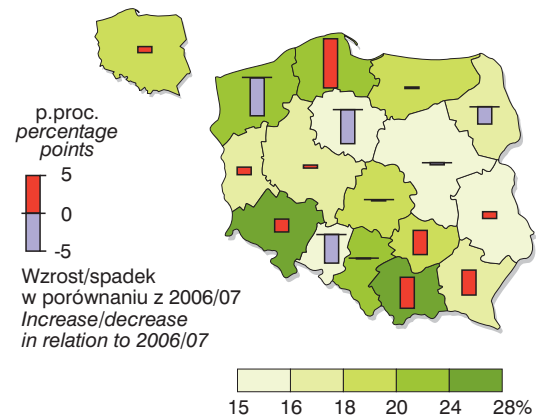 p.proc.
percentage
points
5
0
-5
Wzrost/spadek
w porównaniu z 2006/07
Increase/decrease
in relation to 2006/07
15 16 18 20 24 28%